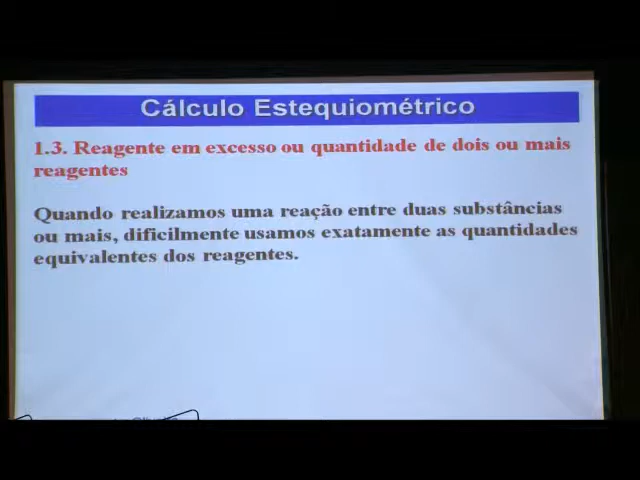 Cálculo Estequiométrico
1.3. Reagente em excesso ou quantidade de dois ou mais
reagentes
Quando realizamos uma reação entre duas substâncias
ou mais, dificilmente usamos exatamente as quantidades
equivalentes dos reagentes.